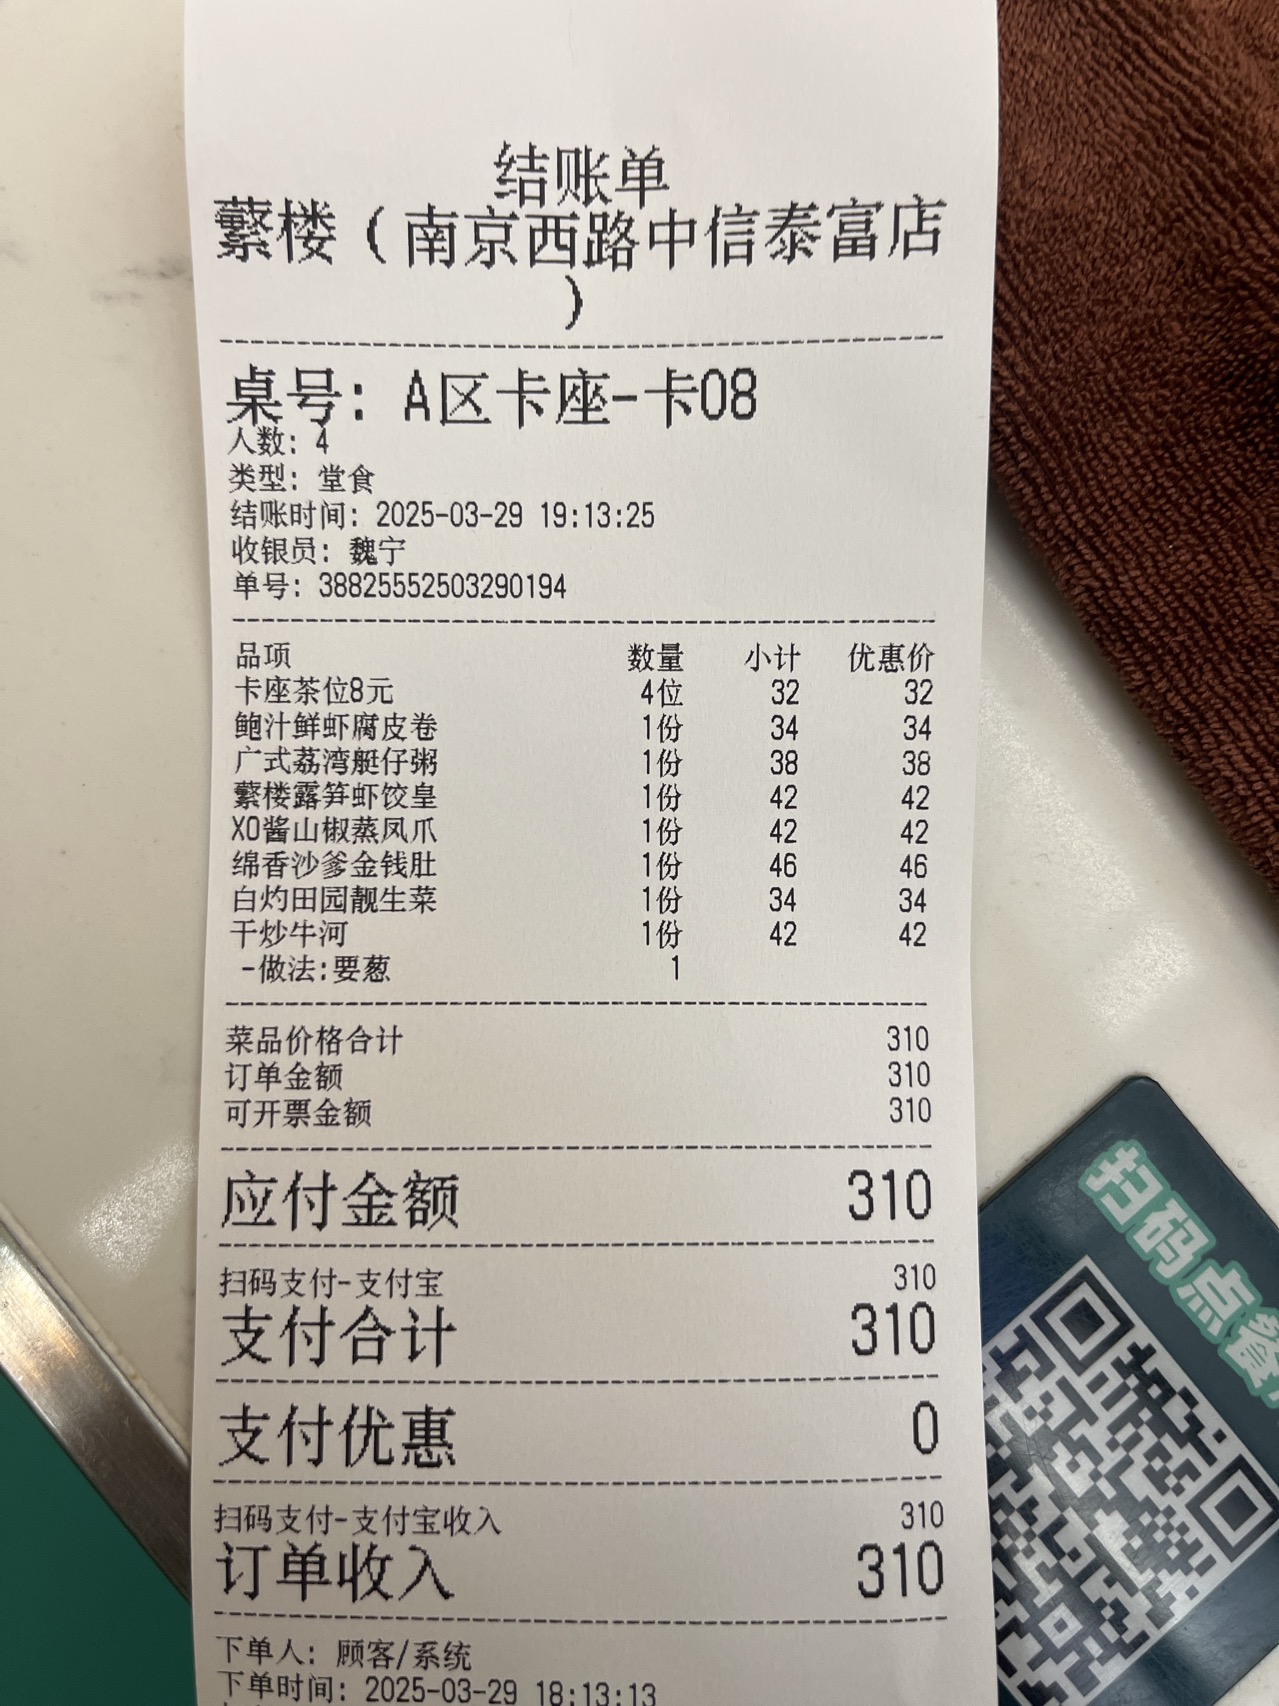 结账单
蘩楼（南京西路中信泰富店
）
桌号：A区卡座-卡08
人数：4
类型：堂食
结账时间：2025-03-29 19:13:25
收银员：魏宁
单号：38825552503290194
品项 数量 小计 优惠价
卡座茶位8元 4位 32 32
鲍汁鲜虾腐皮卷 1份 34 34
广式荔湾艇仔粥 1份 38 38
蘩楼露笋虾饺皇 1份 42 42
XO酱山椒蒸凤爪 1份 42 42
绵香沙爹金钱肚 1份 46 46
白灼田园靓生菜 1份 34 34
干炒牛河 1份 42 42
-做法:要葱 1
菜品价格合计 310
订单金额 310
可开票金额 310
应付金额 310
扫码支付-支付宝 310
支付合计 310
支付优惠 0
扫码支付-支付宝收入 310
订单收入 310
下单人：顾客/系统
下单时间：2025-03-29 18:13:13
扫码点餐